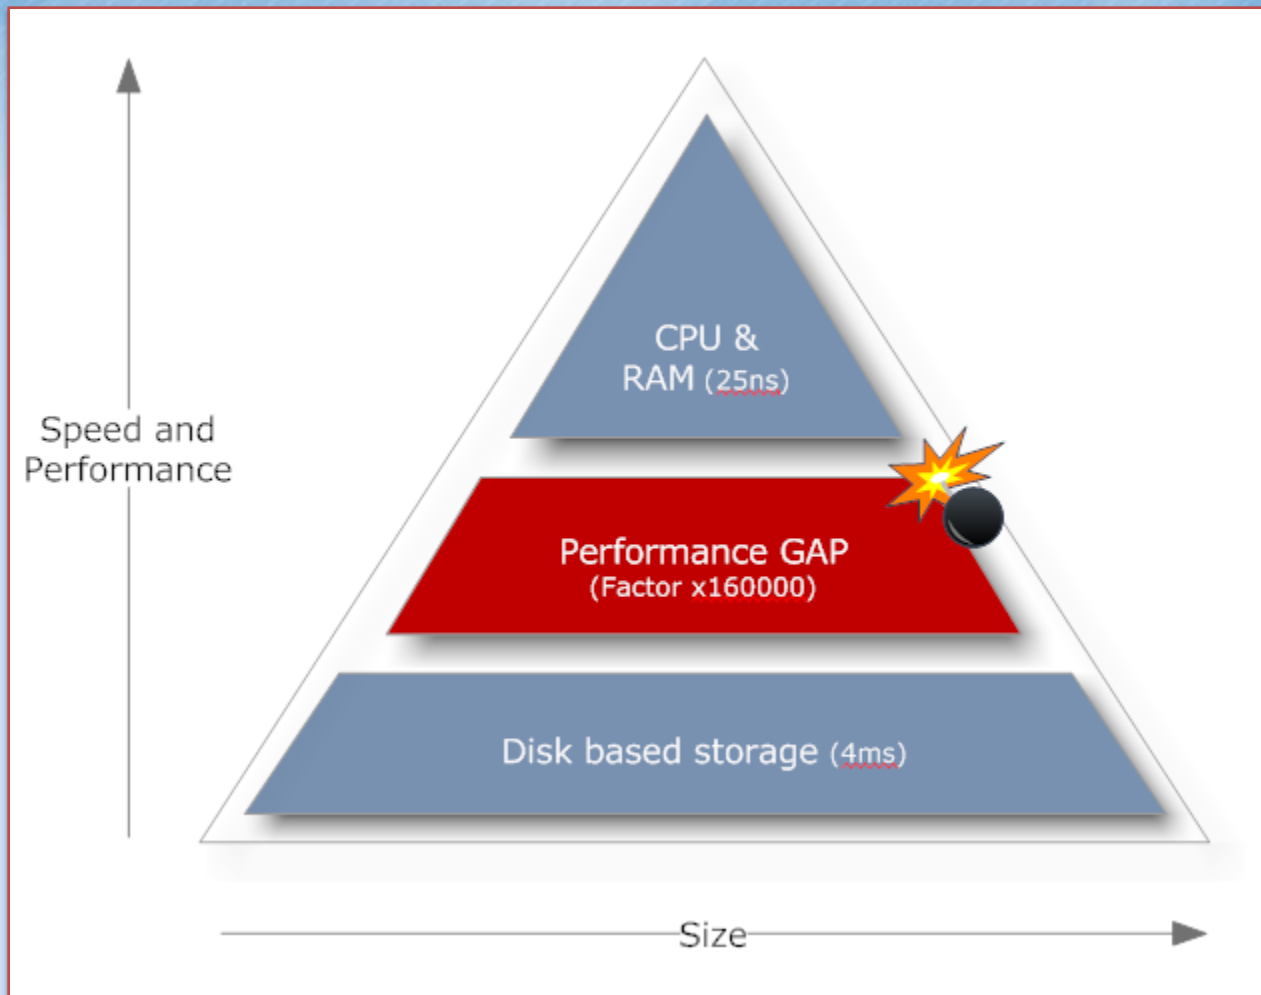 CPU &
RAM (25ns)
Speed and
Performance
Performance GAP
(Factor x160000)
Disk based storage (4ms)
Size